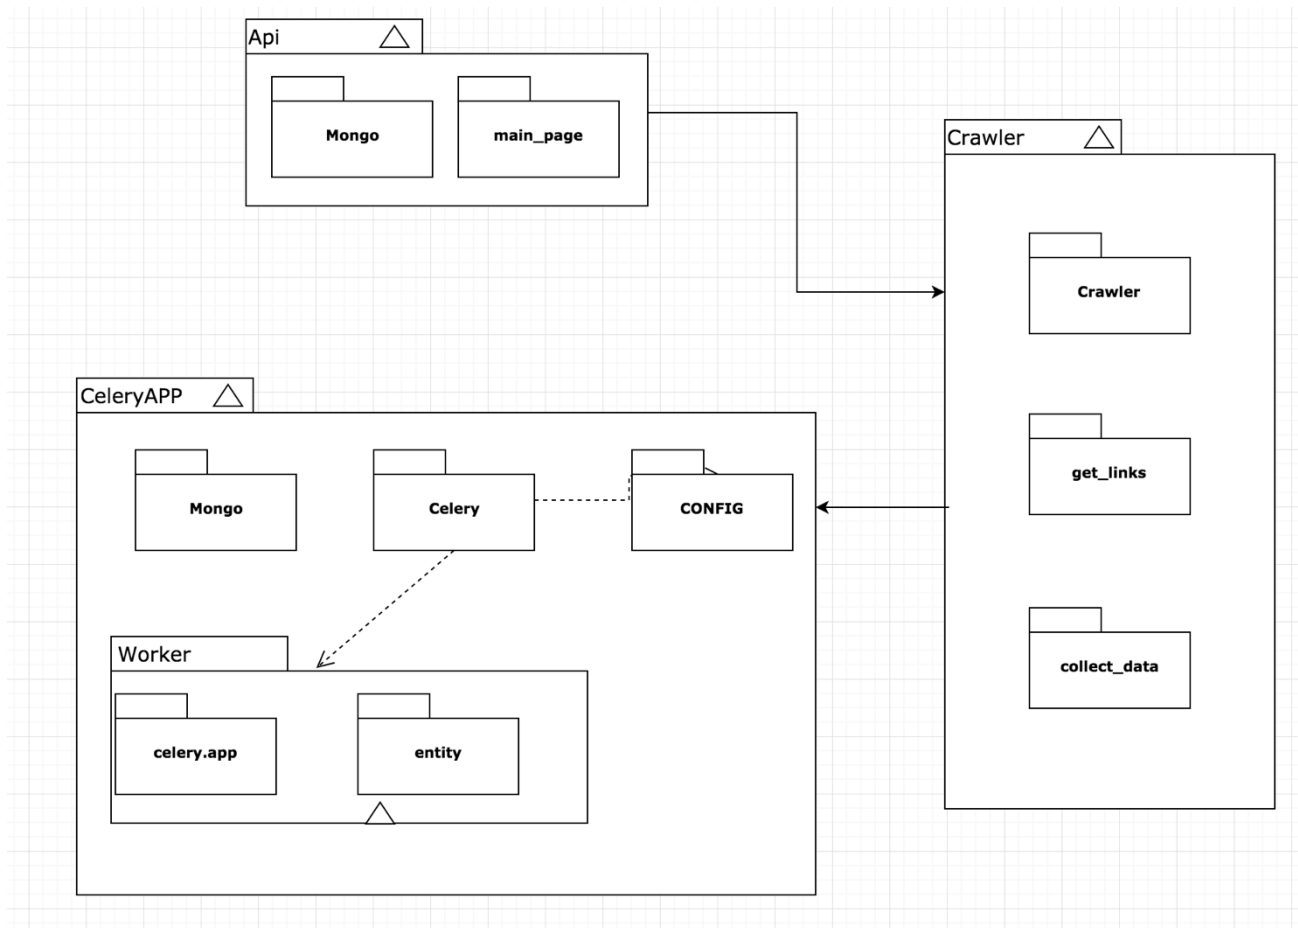 Api
Mongo
main_page
Crawler
Crawler
get_links
collect_data
CeleryAPP
Mongo
Celery
CONFIG
Worker
celery.app
entity